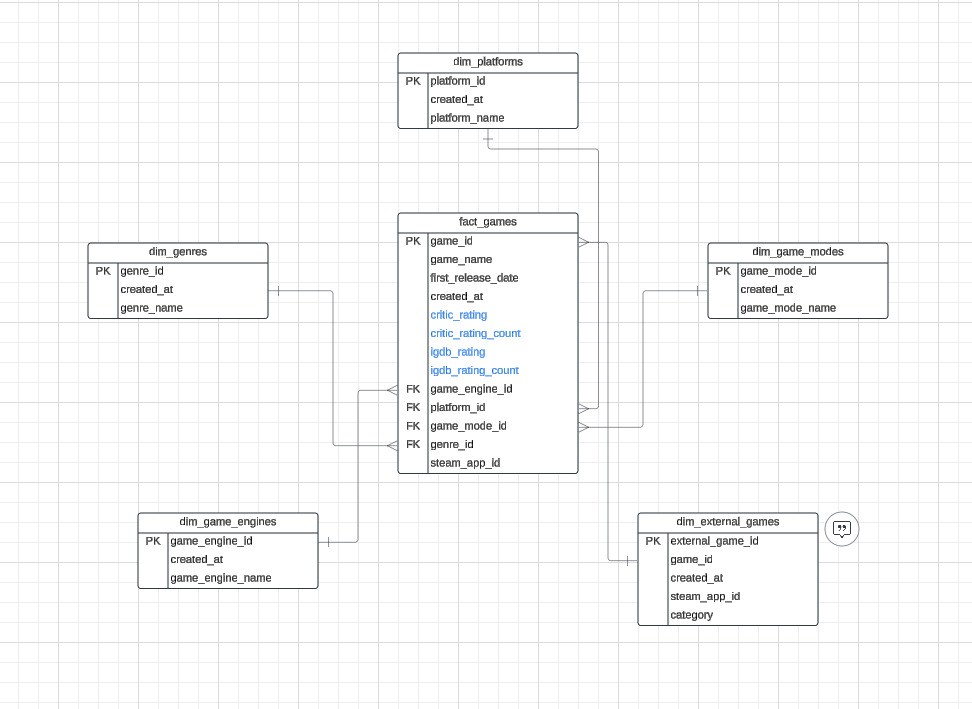 dim_platforms
PK platform_id
created_at
platform_name
fact_games
PK game_id
game_name
first_release_date
created_at
critic_rating
critic_rating_count
igdb_rating
igdb_rating_count
FK game_engine_id
FK platform_id
FK game_mode_id
FK genre_id
steam_app_id
dim_genres
PK genre_id
created_at
genre_name
dim_game_modes
PK game_mode_id
created_at
game_mode_name
dim_game_engines
PK game_engine_id
created_at
game_engine_name
dim_external_games
PK external_game_id
game_id
created_at
steam_app_id
category